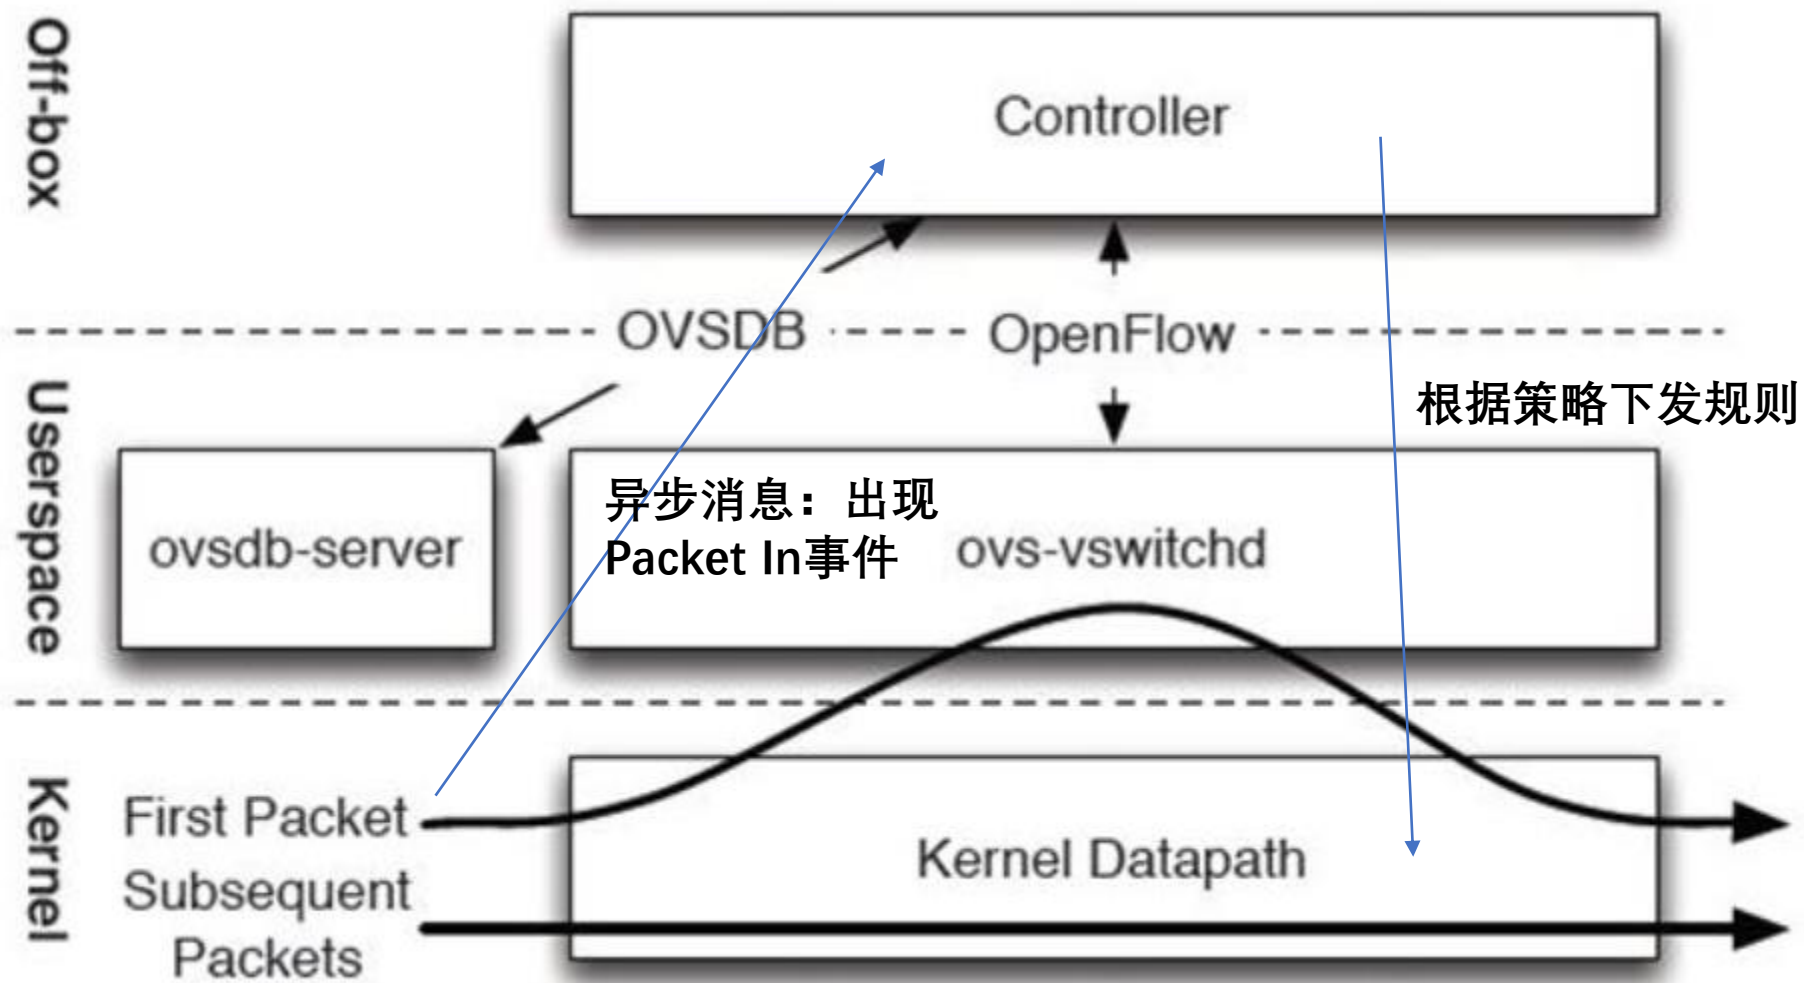 Off-box
Controller
OVSDB
OpenFlow
根据策略下发规则
Userspace
ovsdb-server
异步消息：出现
Packet In事件
ovs-vswitchd
Kernel
First Packet
Subsequent
Packets
Kernel Datapath